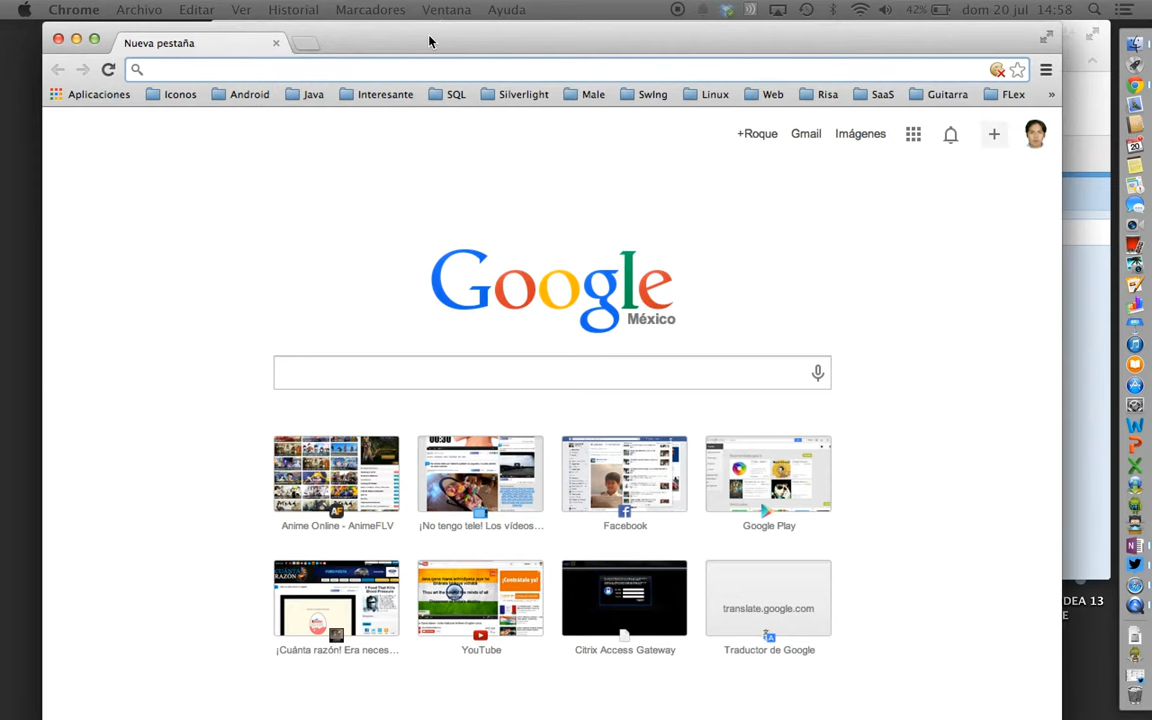 Chrome Archivo Editar Ver Historial Marcadores Ventana Ayuda 42% dom 20 jul 14:58
Nueva pestaña
Aplicaciones Iconos Android Java Interesante SQL Silverlight Male SwIng Linux Web Risa SaaS Guitarra FLex »
+Roque Gmail Imágenes
Google
México
Anime Online - AnimeFLV ¡No tengo tele! Los vídeos... Facebook Google Play
translate.google.com
¡Cuánta razón! Era neces... YouTube Citrix Access Gateway Traductor de Google
DEA 13
E